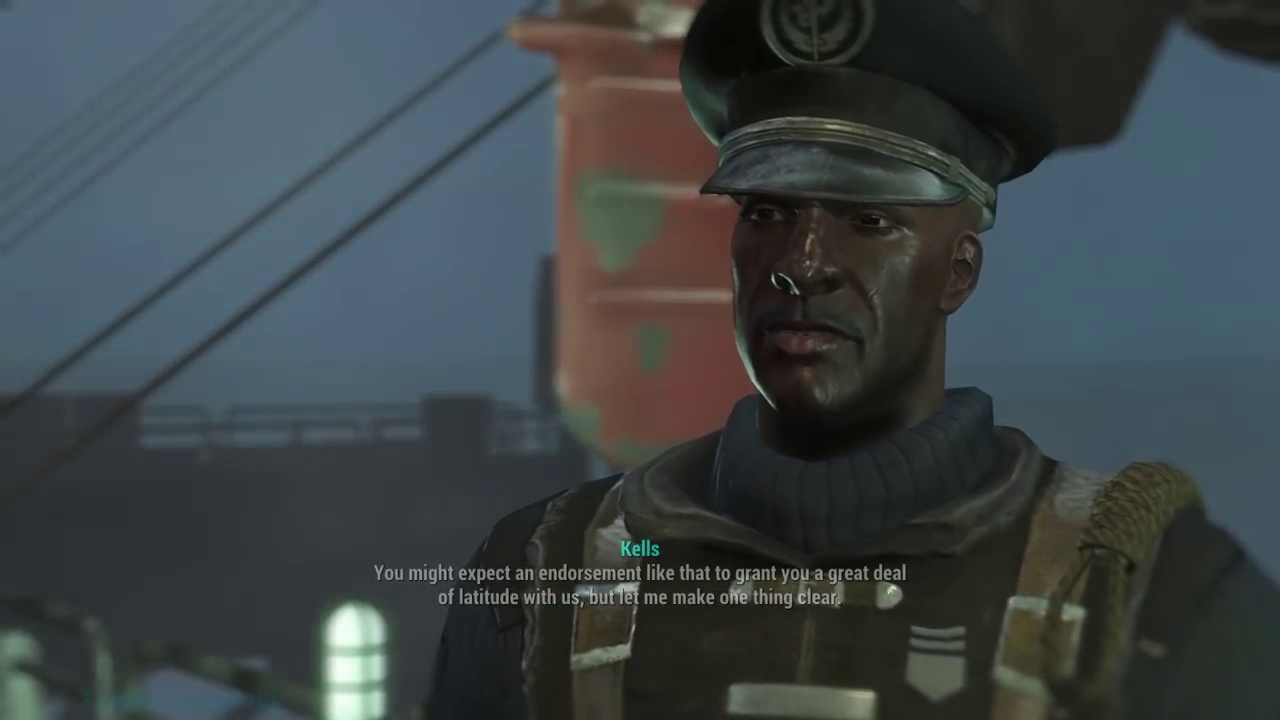 Kells
You might expect an endorsement like that to grant you a great deal
of latitude with us, but let me make one thing clear.